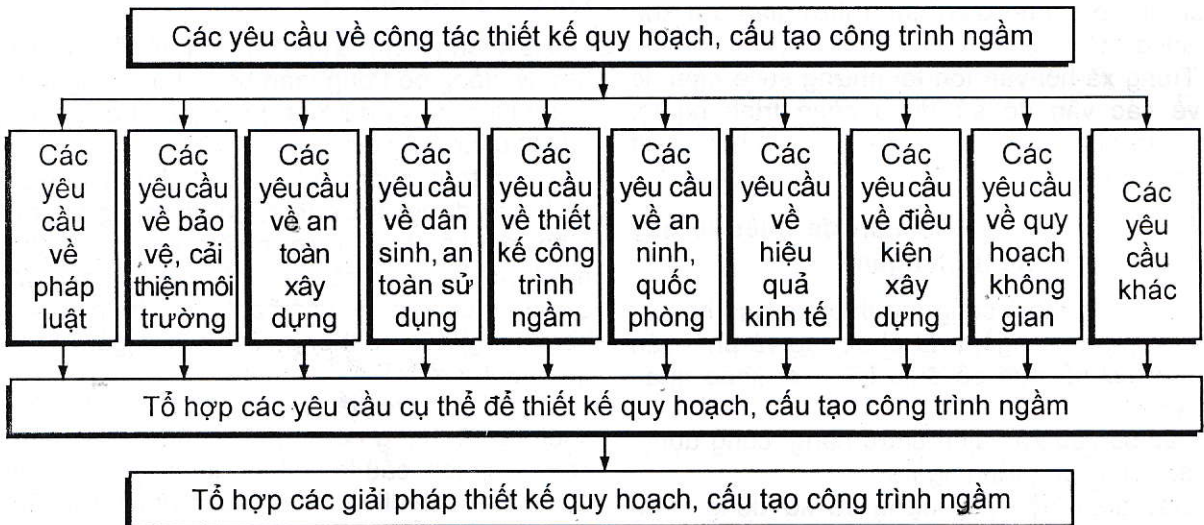 Các yêu cầu về công tác thiết kế quy hoạch, cấu tạo công trình ngầm
Các
yêu
cầu
về
pháp
luật
Các
yêu cầu
về bảo
vệ, cải
thiện môi
trường
Các
yêu cầu
về an
toàn
xây
dựng
Các
yêu cầu
về dân
sinh, an
toàn sử
dụng
Các
yêu cầu
về thiết
kế công
trình
ngầm
Các
yêu cầu
về an
ninh,
quốc
phòng
Các
yêu cầu
về
hiệu
quả
kinh tế
Các
yêu cầu
về điều
kiện
xây
dựng
Các
yêu cầu
về quy
hoạch
không
gian
Các
yêu
cầu
khác
Tổ hợp các yêu cầu cụ thể để thiết kế quy hoạch, cấu tạo công trình ngầm
Tổ hợp các giải pháp thiết kế quy hoạch, cấu tạo công trình ngầm